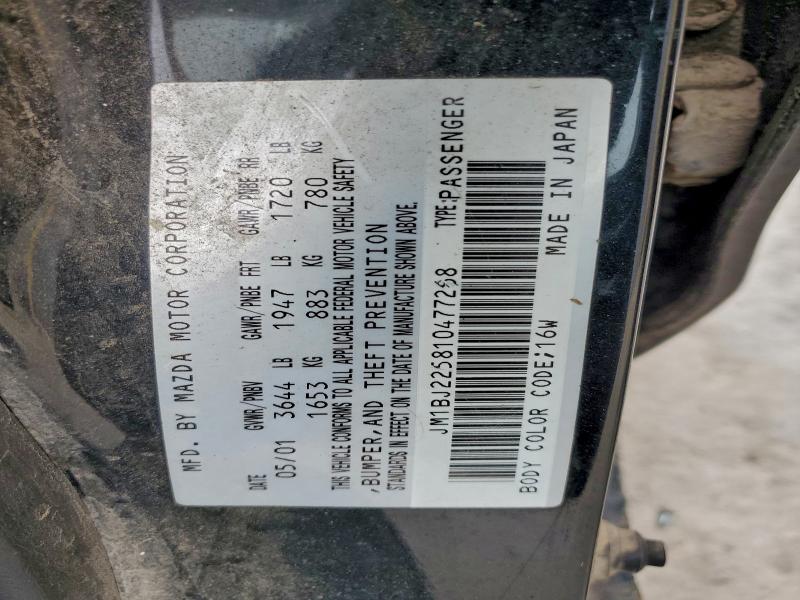 MFD. BY MAZDA MOTOR CORPORATION
DATE GVWR/PNBV GAWR/PNBE FRT GAWR/PNBE RR
05/01 3644 LB 1947 LB 1720 LB
1653 KG 883 KG 780 KG
THIS VEHICLE CONFORMS TO ALL APPLICABLE FEDERAL MOTOR VEHICLE SAFETY
,BUMPER,AND THEFT PREVENTION
STANDARDS IN EFFECT ON THE DATE OF MANUFACTURE SHOWN ABOVE.
JM1BJ225810477268 TYPE:PASSENGER
BODY COLOR CODE;16W MADE IN JAPAN